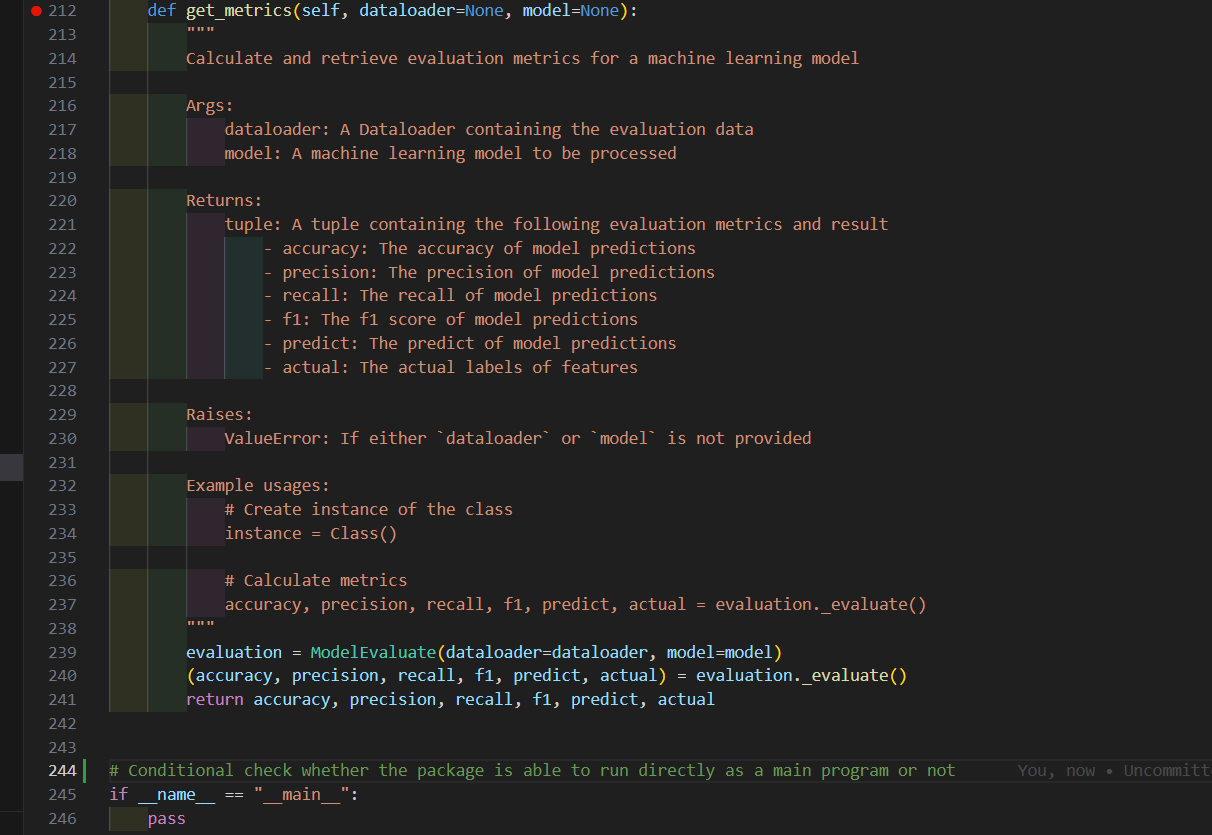 212 def get_metrics(self, dataloader=None, model=None):
213 """
214 Calculate and retrieve evaluation metrics for a machine learning model
215
216 Args:
217 dataloader: A Dataloader containing the evaluation data
218 model: A machine learning model to be processed
219
220 Returns:
221 tuple: A tuple containing the following evaluation metrics and result
222 - accuracy: The accuracy of model predictions
223 - precision: The precision of model predictions
224 - recall: The recall of model predictions
225 - f1: The f1 score of model predictions
226 - predict: The predict of model predictions
227 - actual: The actual labels of features
228
229 Raises:
230 ValueError: If either `dataloader` or `model` is not provided
231
232 Example usages:
233 # Create instance of the class
234 instance = Class()
235
236 # Calculate metrics
237 accuracy, precision, recall, f1, predict, actual = evaluation._evaluate()
238 """
239 evaluation = ModelEvaluate(dataloader=dataloader, model=model)
240 (accuracy, precision, recall, f1, predict, actual) = evaluation._evaluate()
241 return accuracy, precision, recall, f1, predict, actual
242
243
244 # Conditional check whether the package is able to run directly as a main program or not You, now • Uncommitt
245 if __name__ == "__main__":
246 pass